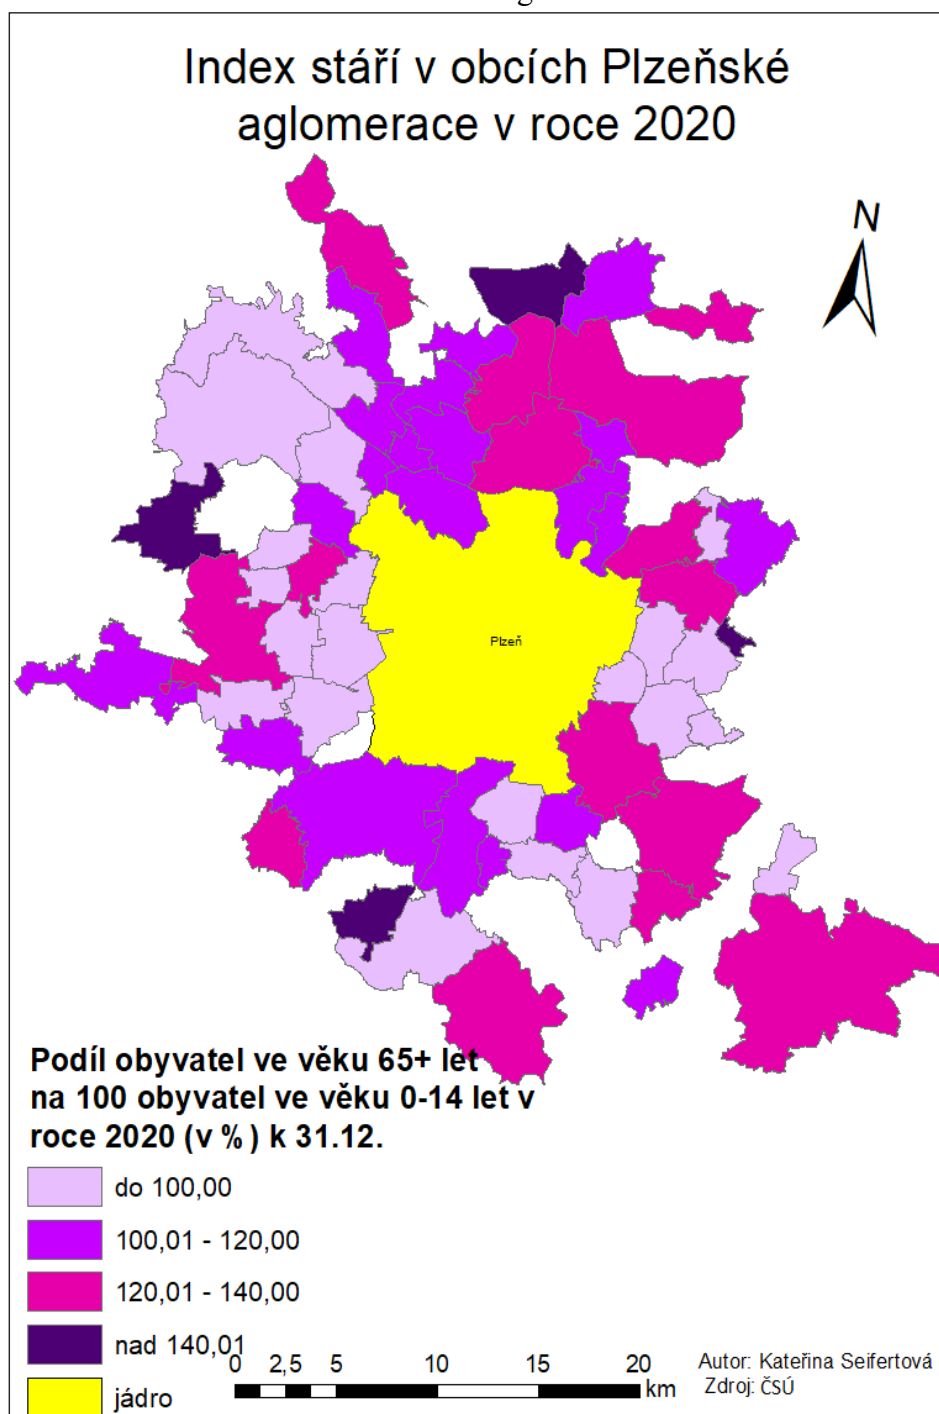 Index stáří v obcích Plzeňské
aglomerace v roce 2020
N
Plzeň
Podíl obyvatel ve věku 65+ let
na 100 obyvatel ve věku 0-14 let v
roce 2020 (v %) k 31.12.
do 100,00
100,01 - 120,00
120,01 - 140,00
nad 140,01
jádro
0 2,5 5 10 15 20
km
Autor: Kateřina Seifertová
Zdroj: ČSÚ